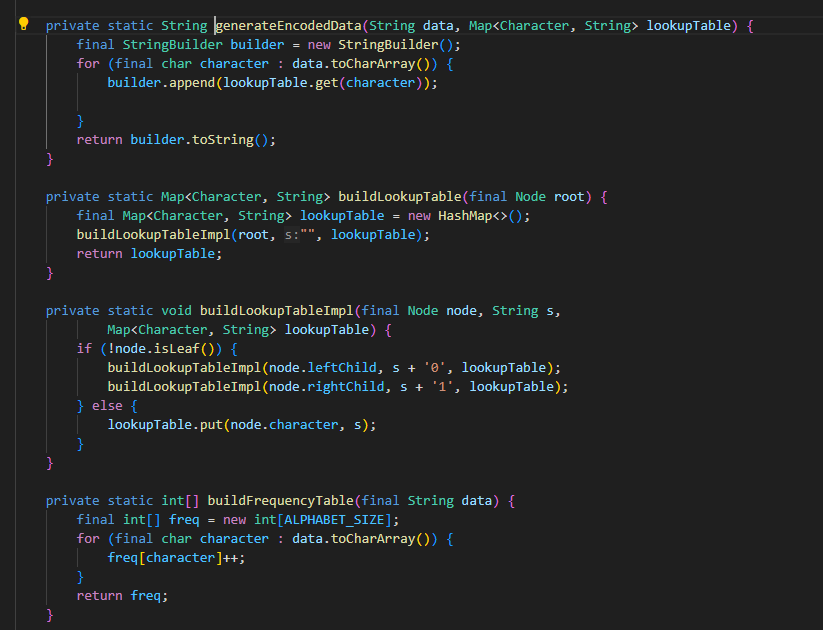 private static String generateEncodedData(String data, Map<Character, String> lookupTable) {
final StringBuilder builder = new StringBuilder();
for (final char character : data.toCharArray()) {
builder.append(lookupTable.get(character));
}
return builder.toString();
}
private static Map<Character, String> buildLookupTable(final Node root) {
final Map<Character, String> lookupTable = new HashMap<>();
buildLookupTableImpl(root, s:"", lookupTable);
return lookupTable;
}
private static void buildLookupTableImpl(final Node node, String s,
Map<Character, String> lookupTable) {
if (!node.isLeaf()) {
buildLookupTableImpl(node.leftChild, s + '0', lookupTable);
buildLookupTableImpl(node.rightChild, s + '1', lookupTable);
} else {
lookupTable.put(node.character, s);
}
}
private static int[] buildFrequencyTable(final String data) {
final int[] freq = new int[ALPHABET_SIZE];
for (final char character : data.toCharArray()) {
freq[character]++;
}
return freq;
}